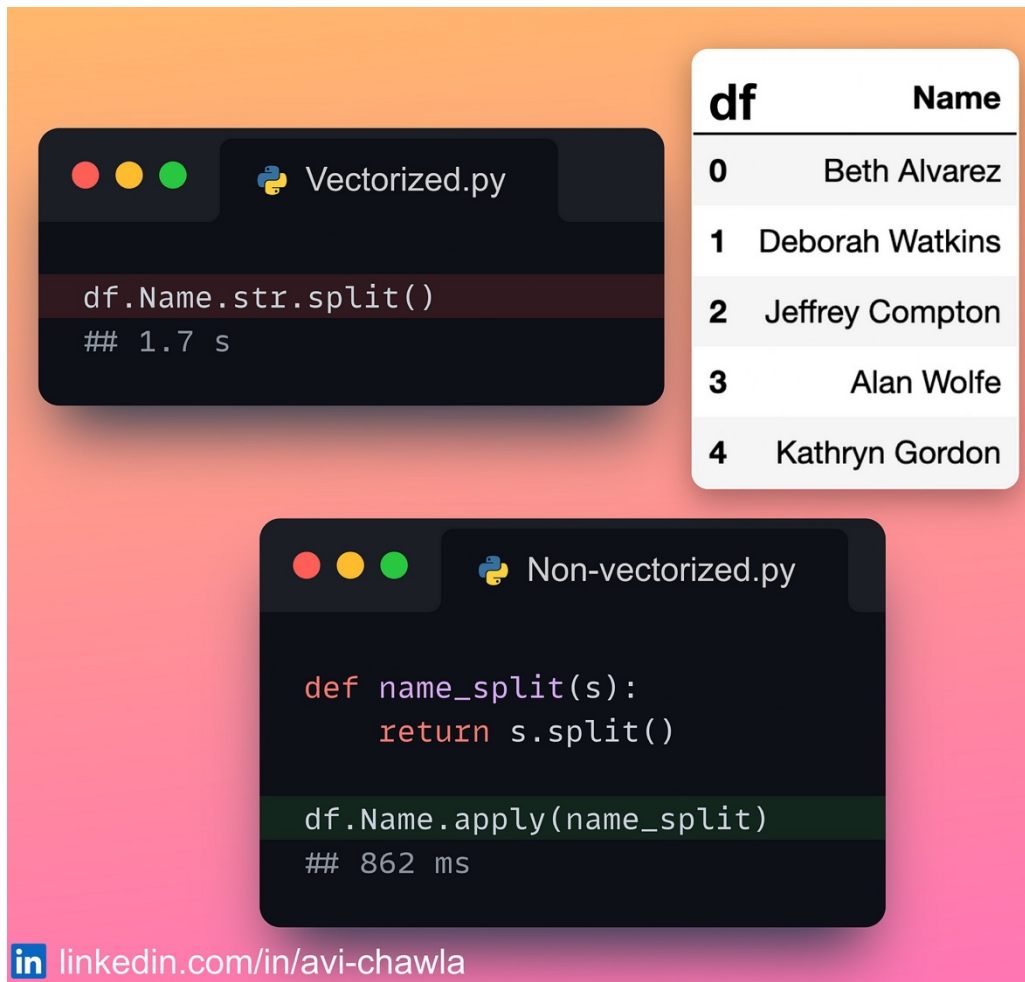 Vectorized.py
df.Name.str.split()
## 1.7 s
df Name
0 Beth Alvarez
1 Deborah Watkins
2 Jeffrey Compton
3 Alan Wolfe
4 Kathryn Gordon
Non-vectorized.py
def name_split(s):
    return s.split()
df.Name.apply(name_split)
## 862 ms
in linkedin.com/in/avi-chawla